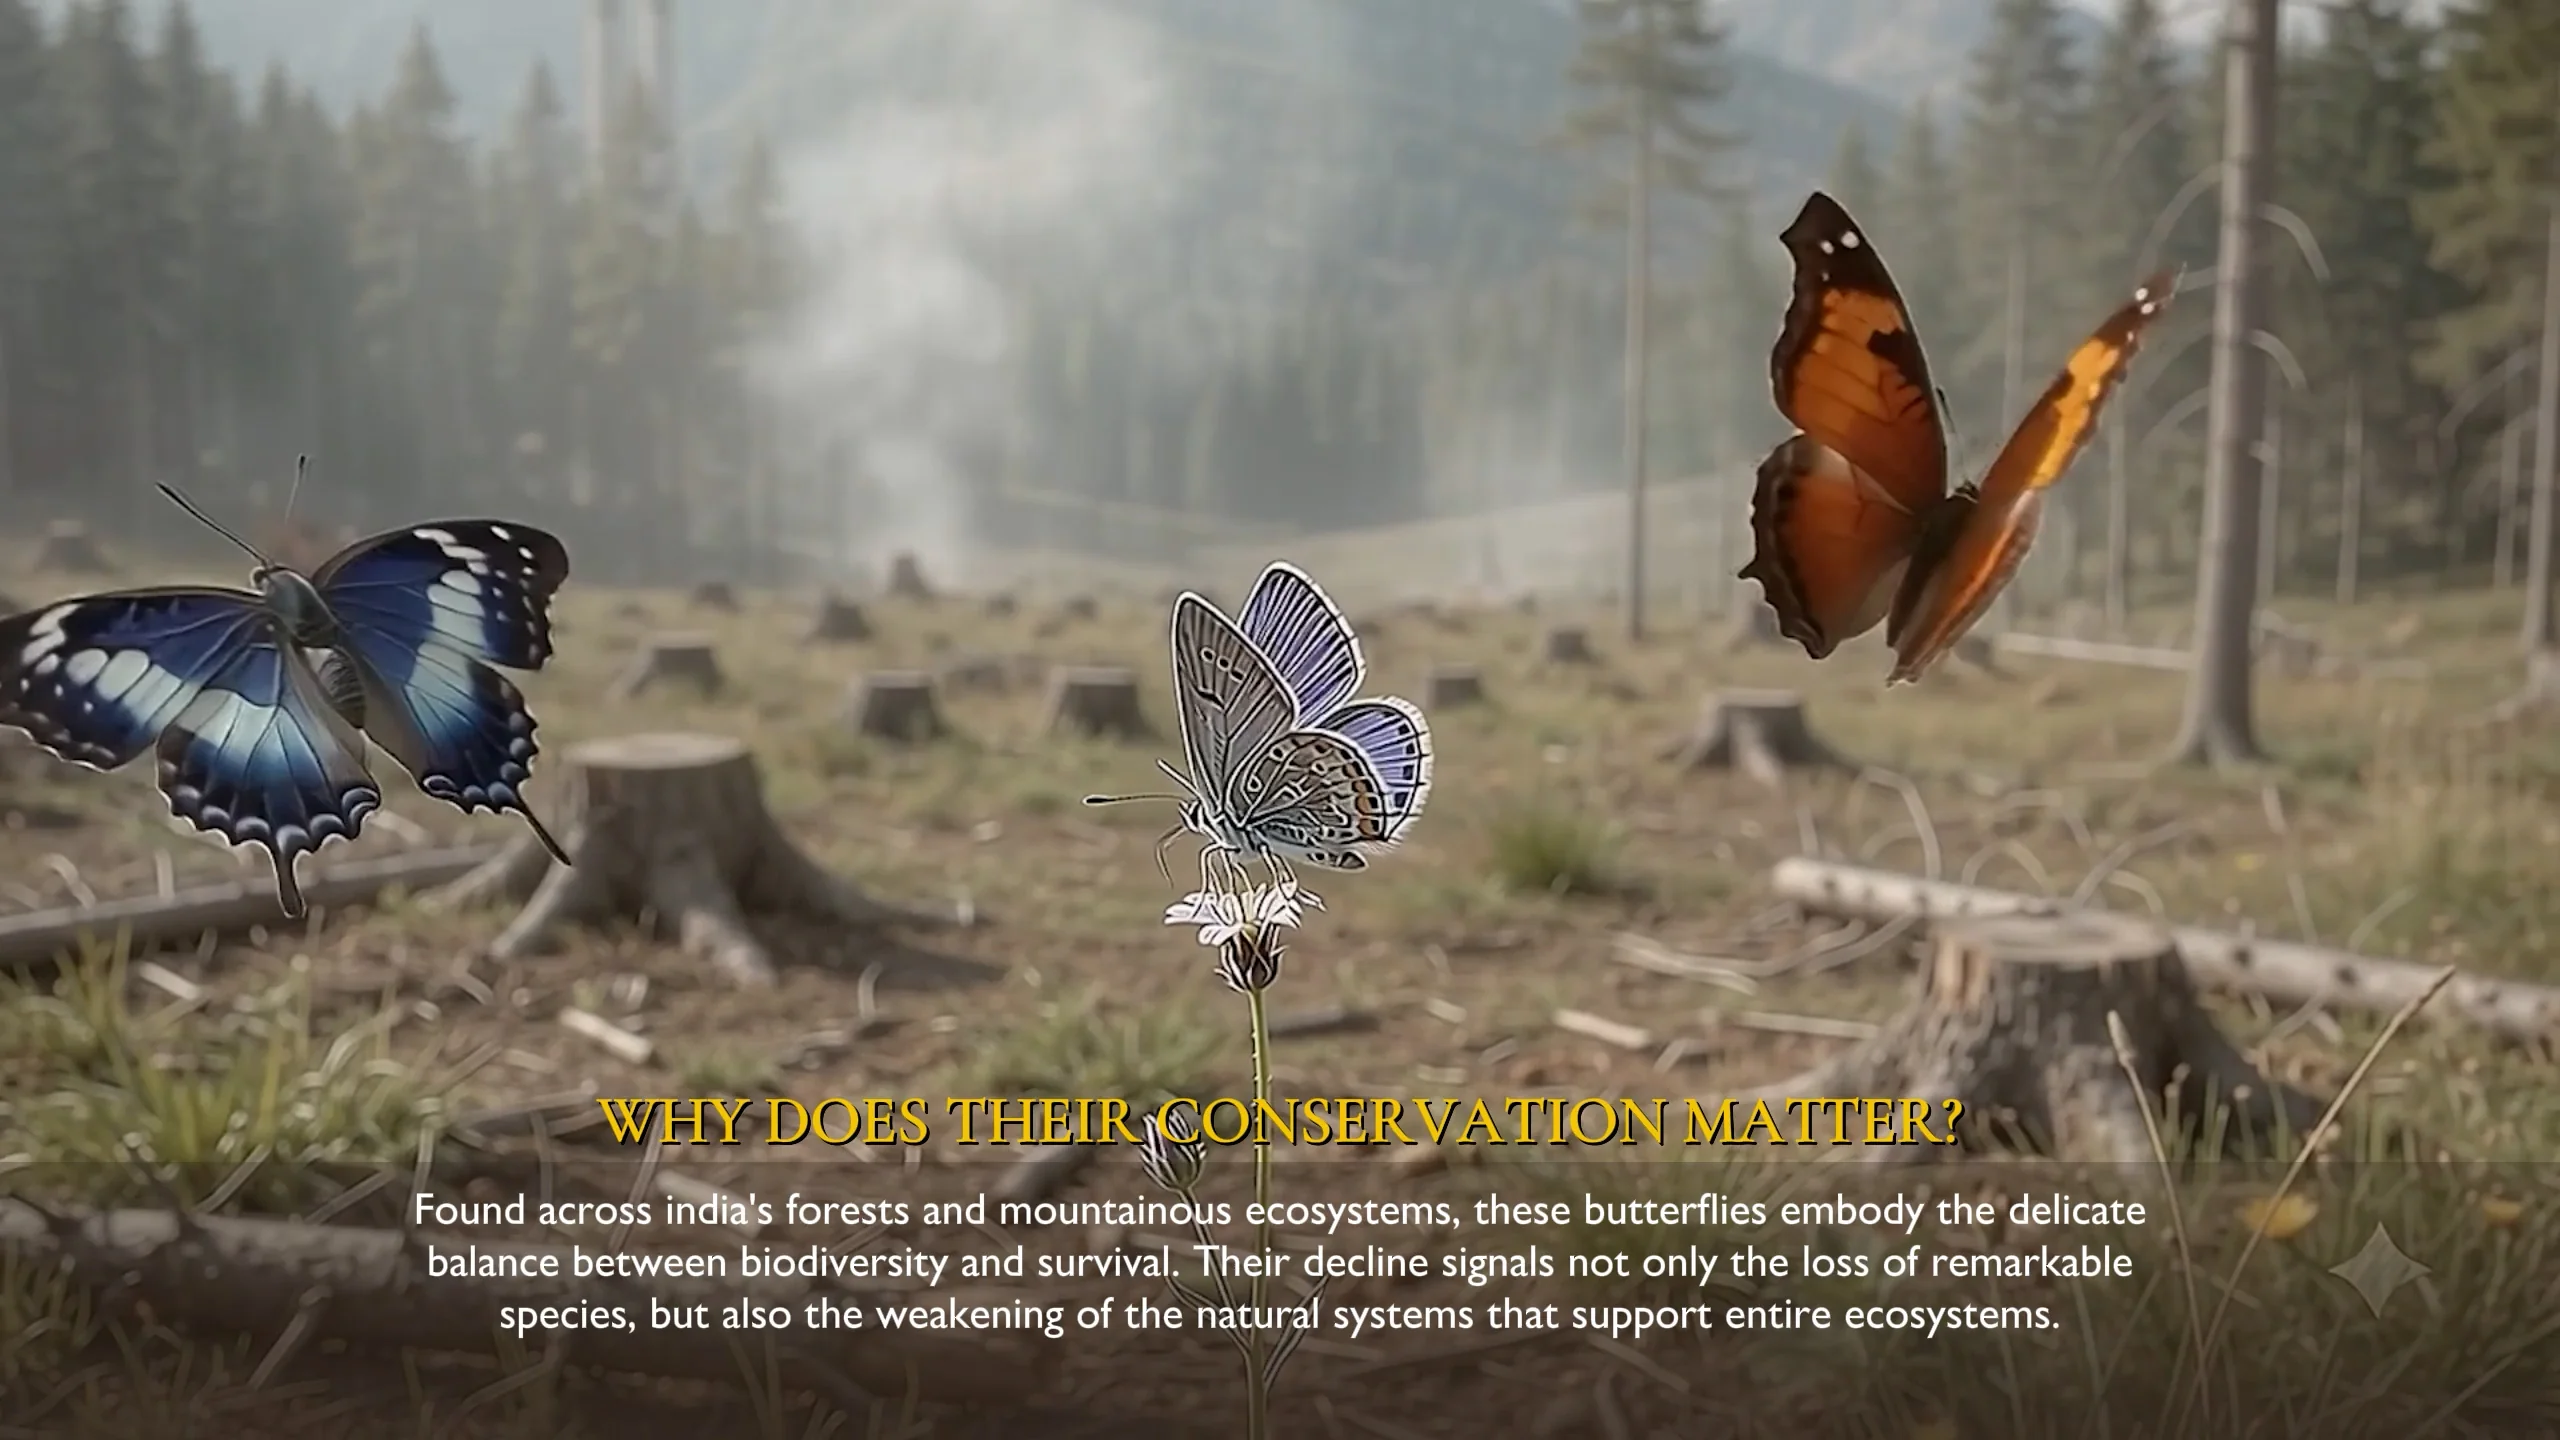 WHY DOES THEIR CONSERVATION MATTER?
Found across india's forests and mountainous ecosystems, these butterflies embody the delicate
balance between biodiversity and survival. Their decline signals not only the loss of remarkable
species, but also the weakening of the natural systems that support entire ecosystems.